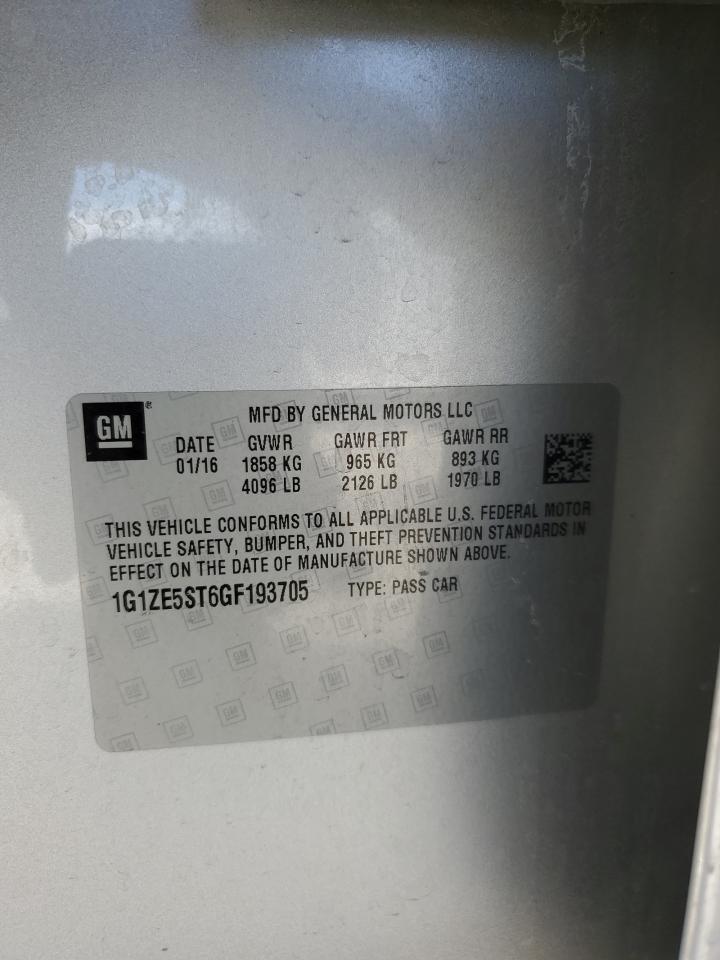 GM
MFD BY GENERAL MOTORS LLC
DATE GVWR GAWR FRT GAWR RR
01/16 1858 KG 965 KG 893 KG
4096 LB 2126 LB 1970 LB
THIS VEHICLE CONFORMS TO ALL APPLICABLE U.S. FEDERAL MOTOR
VEHICLE SAFETY, BUMPER, AND THEFT PREVENTION STANDARDS IN
EFFECT ON THE DATE OF MANUFACTURE SHOWN ABOVE.
1G1ZE5ST6GF193705 TYPE: PASS CAR